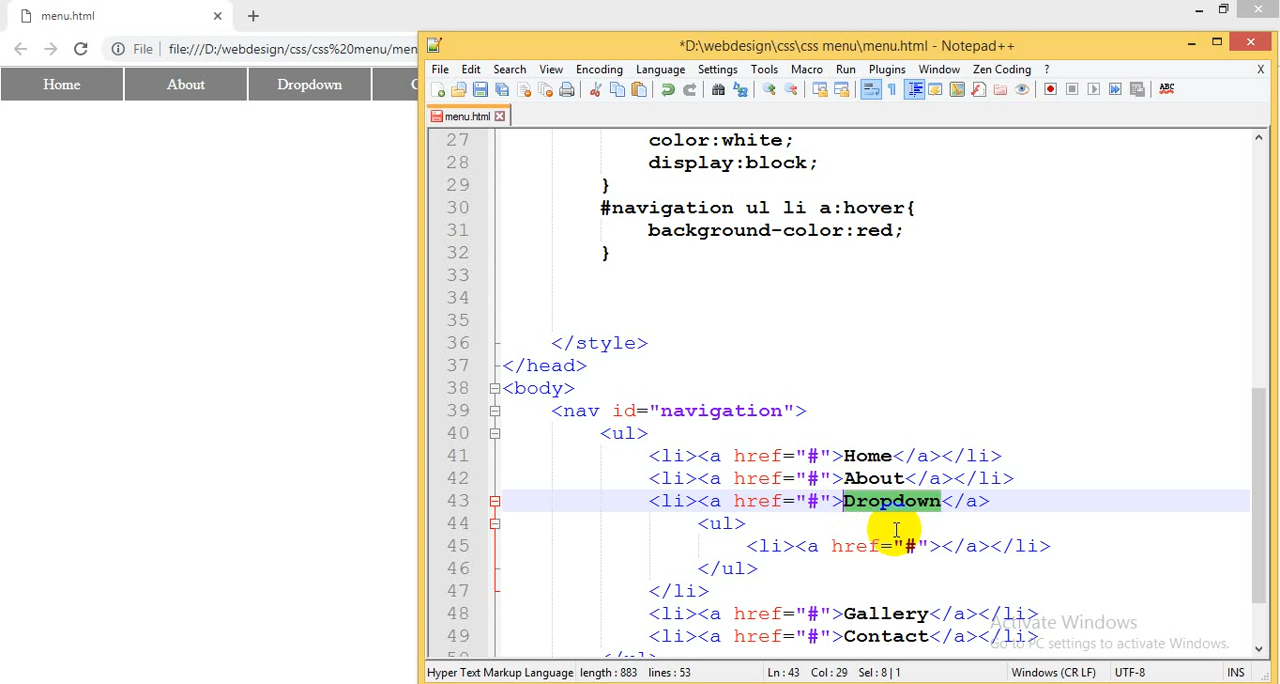 menu.html
File
file:///D:/webdesign/css/css%20menu/men
Home About Dropdown
*D:\webdesign\css\css menu\menu.html - Notepad++
File Edit Search View Encoding Language Settings Tools Macro Run Plugins Window Zen Coding ? X
ABC
menu.html
27 color:white;
28 display:block;
29 }
30 #navigation ul li a:hover{
31 background-color:red;
32 }
33
34
35
36 </style>
37 </head>
38 <body>
39 <nav id="navigation">
40 <ul>
41 <li><a href="#">Home</a></li>
42 <li><a href="#">About</a></li>
43 <li><a href="#">Dropdown</a>
44 <ul>
45 <li><a href="#"></a></li>
46 </ul>
47 </li>
48 <li><a href="#">Gallery</a></li>
49 <li><a href="#">Contact</a></li>
Activate Windows
Go to PC settings to activate Windows.
Hyper Text Markup Language length : 883 lines : 53 Ln : 43 Col : 29 Sel : 8 | 1 Windows (CR LF) UTF-8 INS